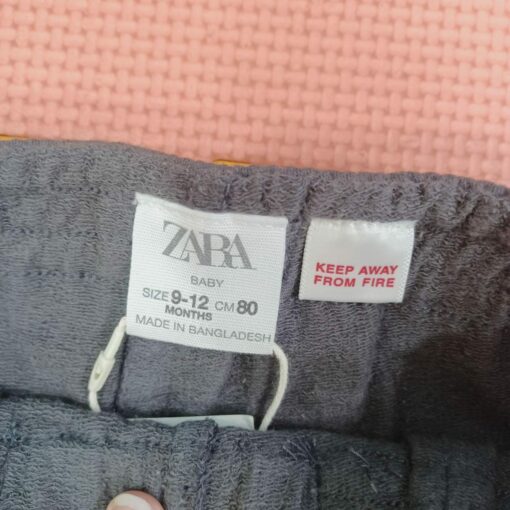 ZARA
BABY
SIZE 9-12 CM 80
MONTHS
MADE IN BANGLADESH
KEEP AWAY
FROM FIRE